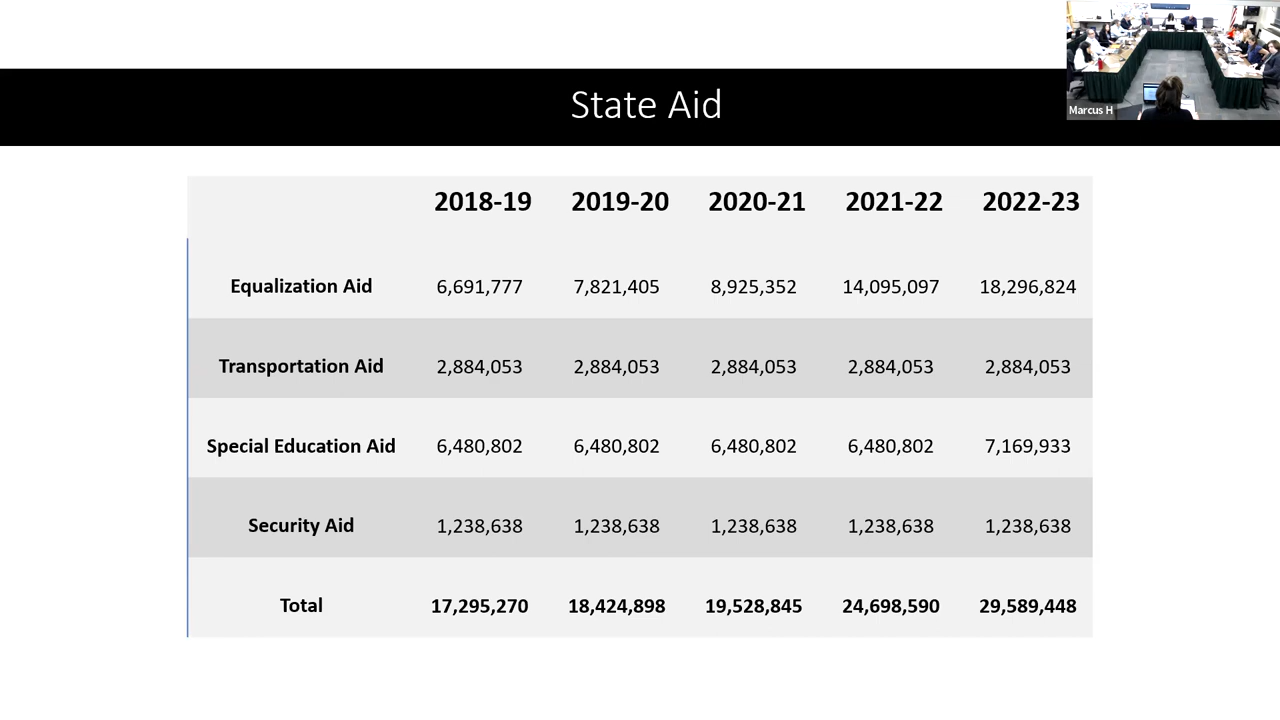 State Aid
Marcus H
2018-19 2019-20 2020-21 2021-22 2022-23
Equalization Aid 6,691,777 7,821,405 8,925,352 14,095,097 18,296,824
Transportation Aid 2,884,053 2,884,053 2,884,053 2,884,053 2,884,053
Special Education Aid 6,480,802 6,480,802 6,480,802 6,480,802 7,169,933
Security Aid 1,238,638 1,238,638 1,238,638 1,238,638 1,238,638
Total 17,295,270 18,424,898 19,528,845 24,698,590 29,589,448